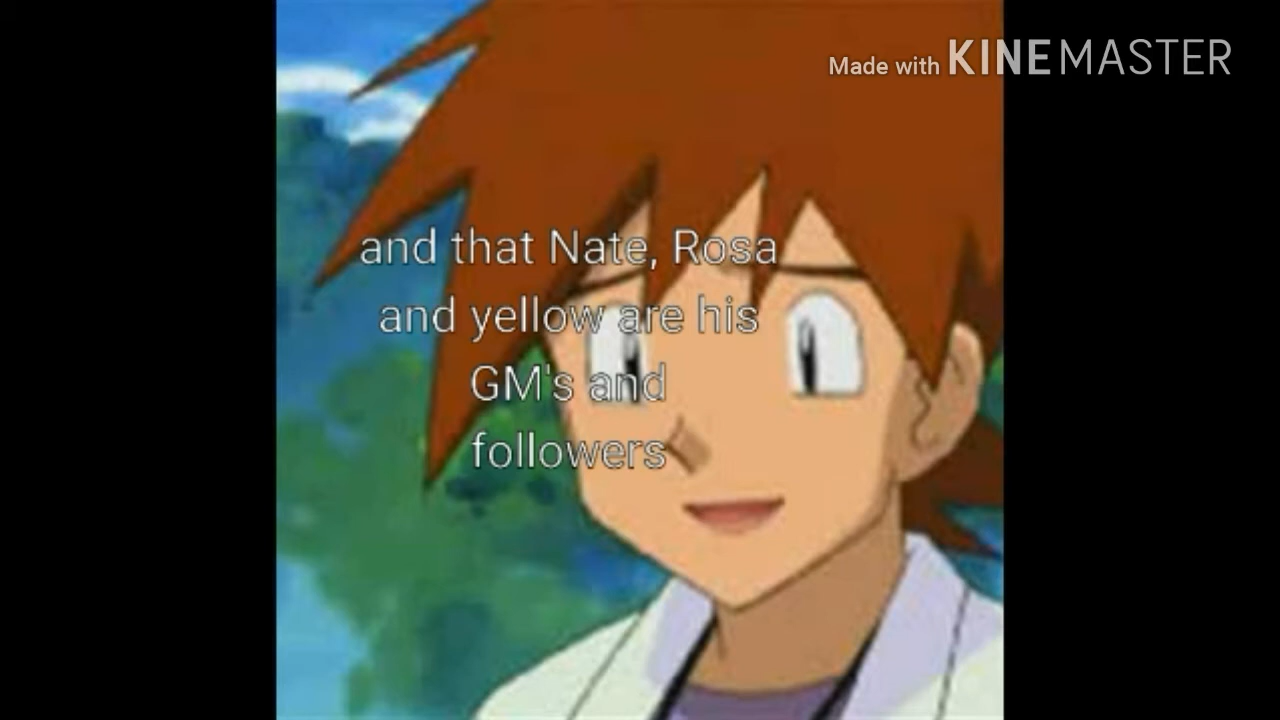 Made with KINEMASTER
and that Nate, Rosa
and yellow are his
GM's and
followers